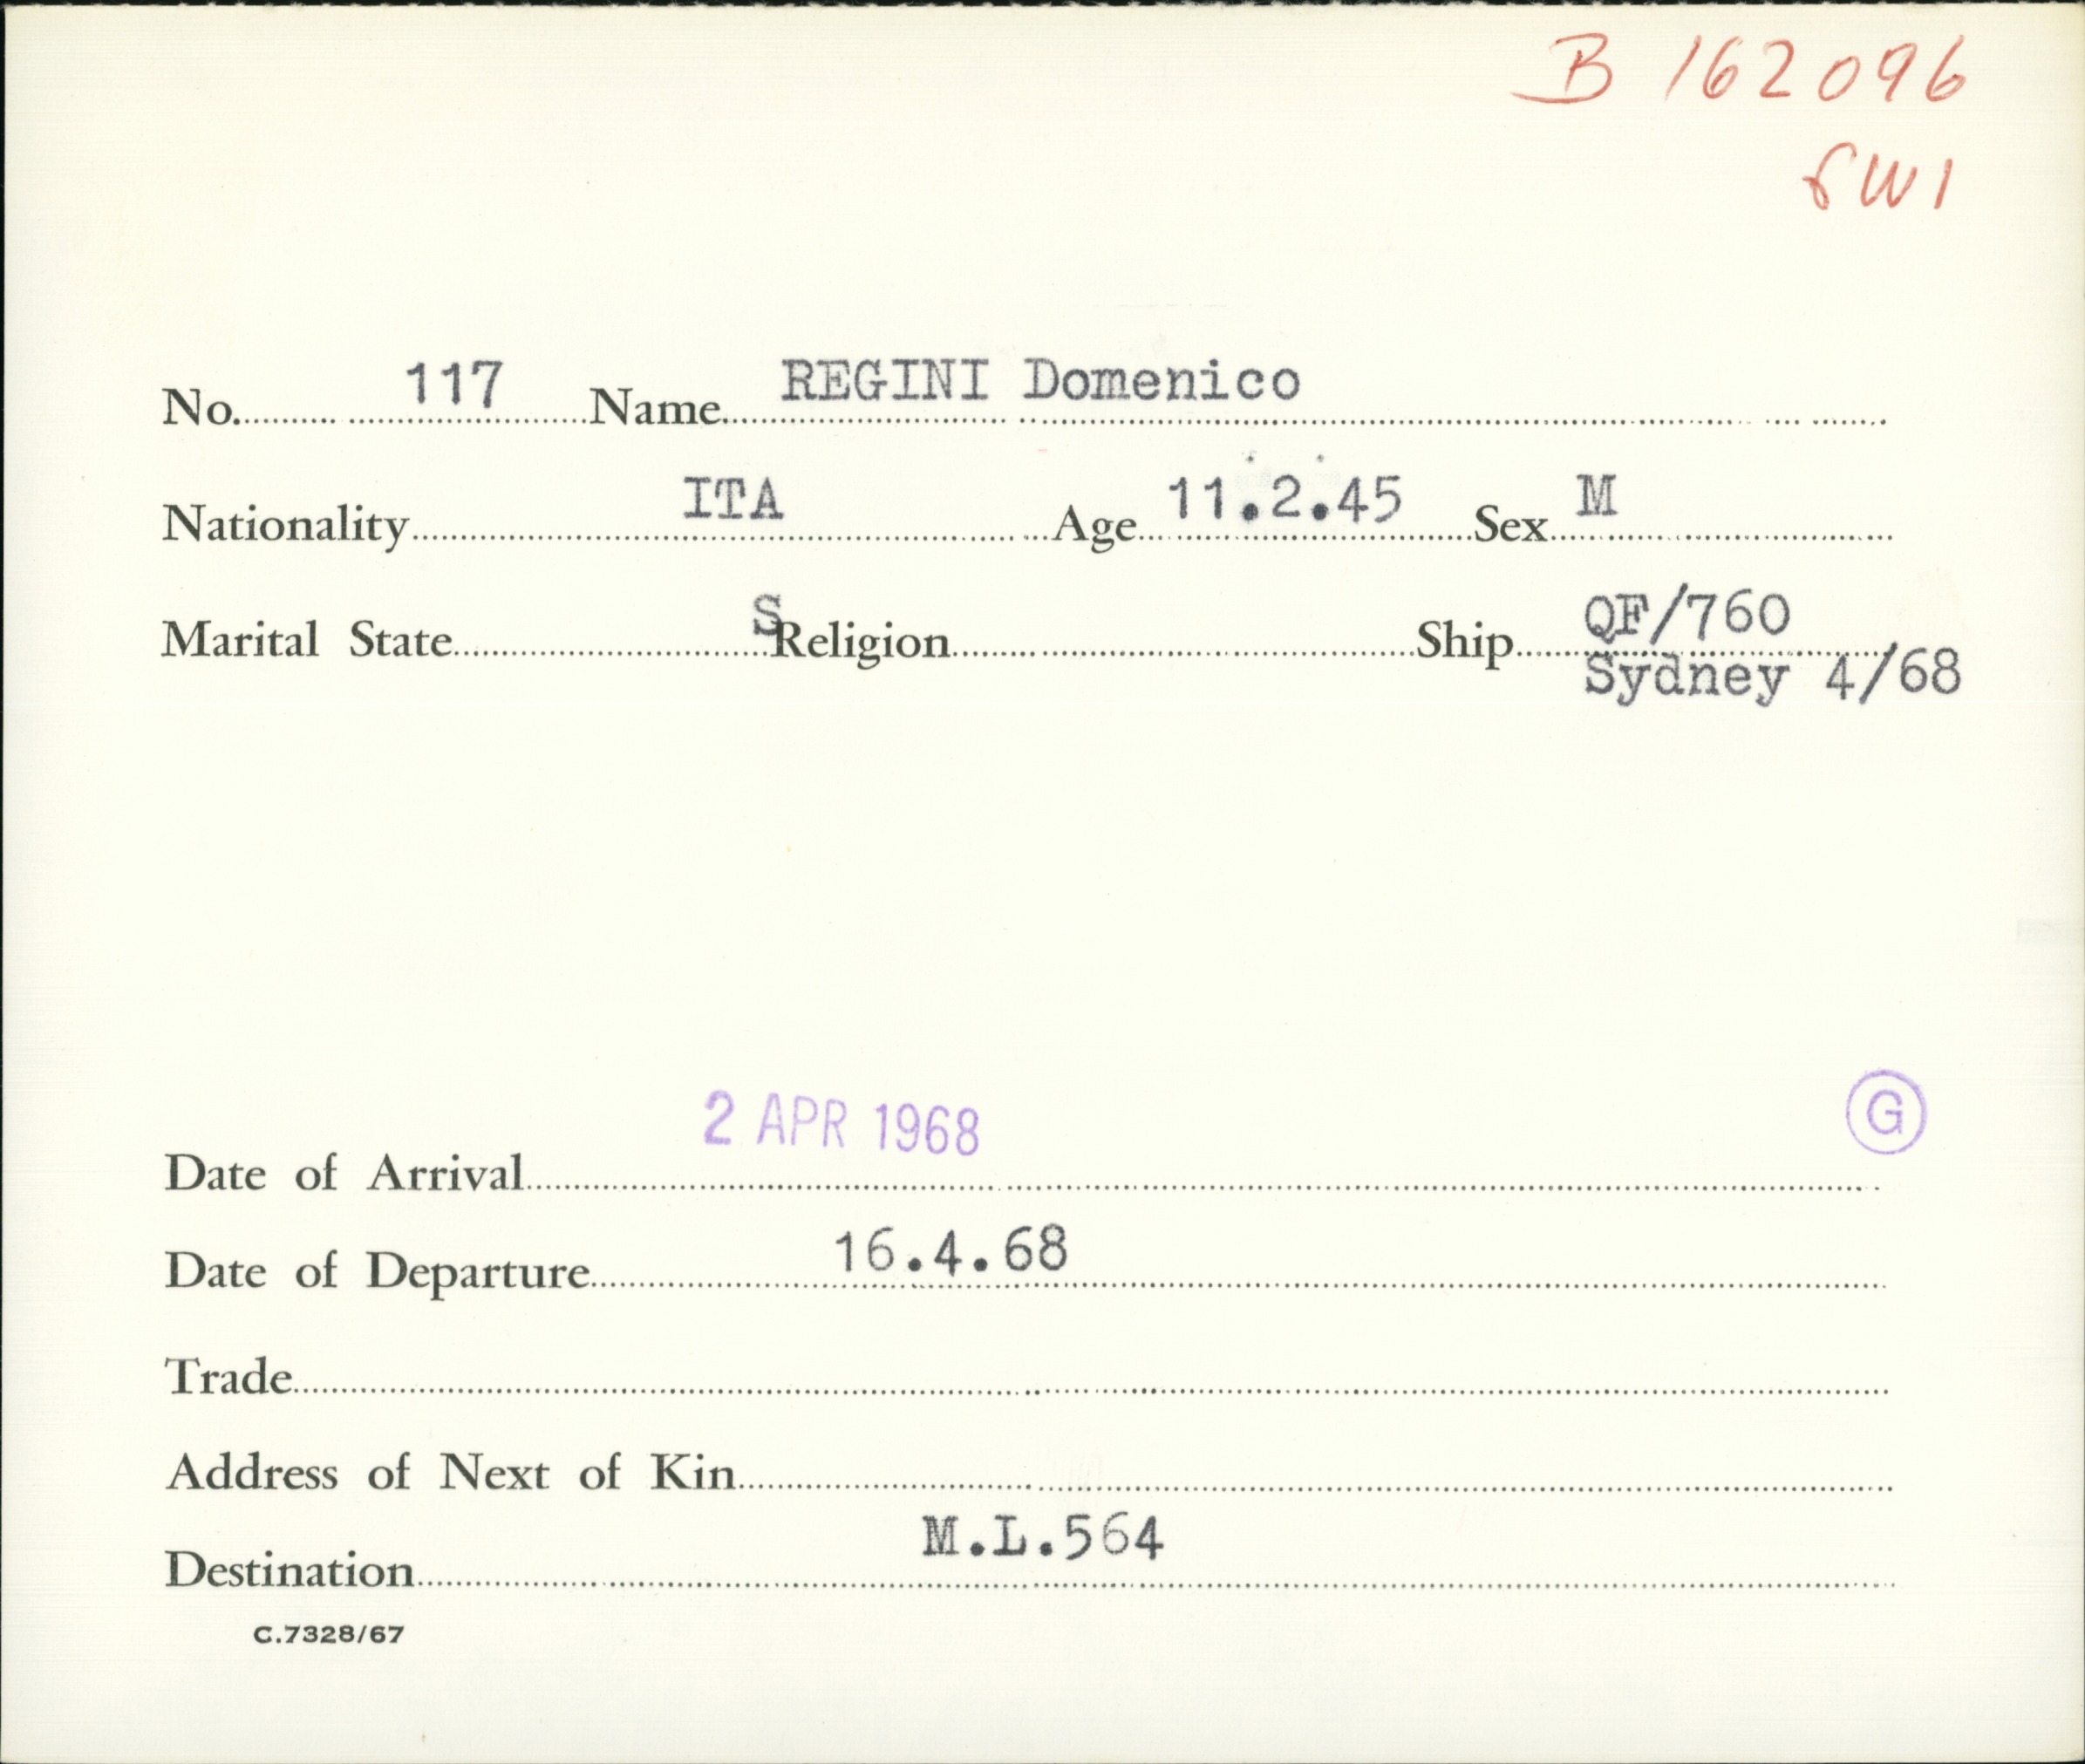 B 162096
No. 117 Name REGINI Domenico
Nationality ITA Age 11.2.45 Sex M
Marital State S Religion Ship QF/760
Sydney 4/68
2 APR 1968 G
Date of Arrival
Date of Departure 16.4.68
Trade
Address of Next of Kin
Destination M.L.564
C.7328/67